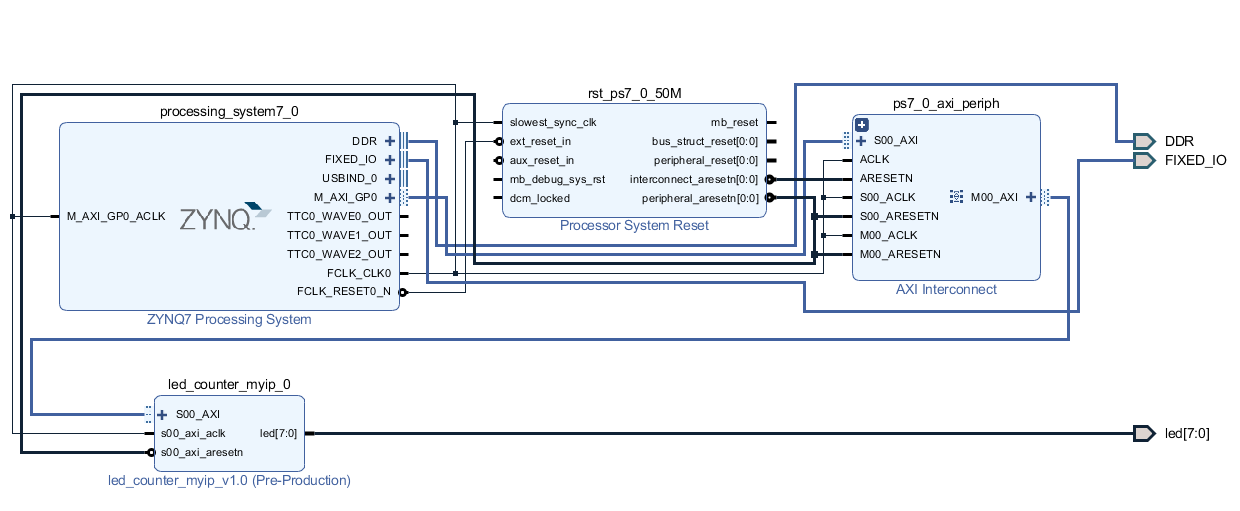 processing_system7_0
DDR
FIXED_IO
USBIND_0
M_AXI_GP0
M_AXI_GP0_ACLK
ZYNQ
TTC0_WAVE0_OUT
TTC0_WAVE1_OUT
TTC0_WAVE2_OUT
FCLK_CLK0
FCLK_RESET0_N
ZYNQ7 Processing System
rst_ps7_0_50M
slowest_sync_clk
mb_reset
ext_reset_in
bus_struct_reset[0:0]
aux_reset_in
peripheral_reset[0:0]
mb_debug_sys_rst
interconnect_aresetn[0:0]
dcm_locked
peripheral_aresetn[0:0]
Processor System Reset
ps7_0_axi_periph
S00_AXI
ACLK
ARESETN
S00_ACLK
M00_AXI
S00_ARESETN
M00_ACLK
M00_ARESETN
AXI Interconnect
DDR
FIXED_IO
led_counter_myip_0
S00_AXI
s00_axi_aclk
led[7:0]
s00_axi_aresetn
led_counter_myip_v1.0 (Pre-Production)
led[7:0]